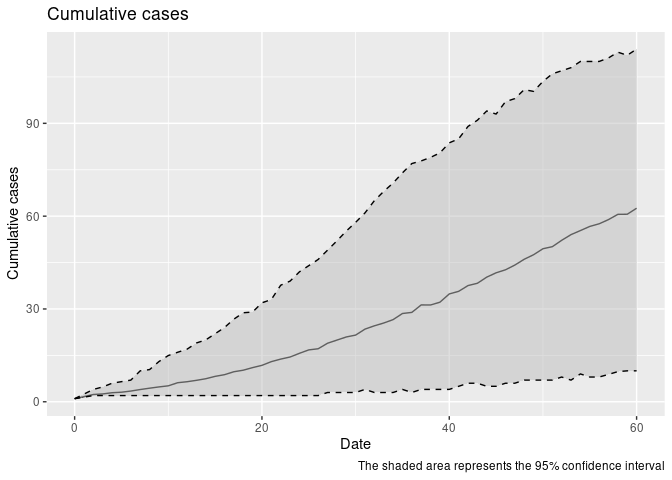 Cumulative cases
Cumulative cases
90
60
30
0
0 20 40 60
Date
The shaded area represents the 95% confidence interval